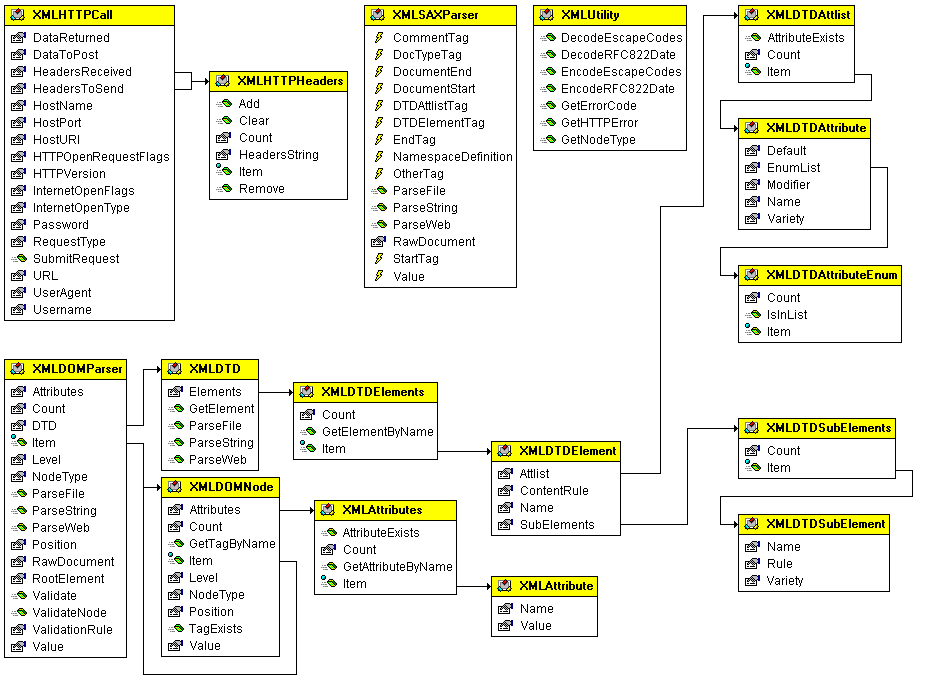 XMLHTTPCall
DataReturned
DataToPost
HeadersReceived
HeadersToSend
HostName
HostPort
HostURI
HTTPOpenRequestFlags
HTTPVersion
InternetOpenFlags
InternetOpenType
Password
RequestType
SubmitRequest
URL
UserAgent
Username
XMLHTTPHeaders
Add
Clear
Count
HeadersString
Item
Remove
XMLSAXParser
CommentTag
DocTypeTag
DocumentEnd
DocumentStart
DTDAttlistTag
DTDElementTag
EndTag
NamespaceDefinition
OtherTag
ParseFile
ParseString
ParseWeb
RawDocument
StartTag
Value
XMLUtility
DecodeEscapeCodes
DecodeRFC822Date
EncodeEscapeCodes
EncodeRFC822Date
GetErrorCode
GetHTTPError
GetNodeType
XMLDTDAttlist
AttributeExists
Count
Item
XMLDTDAttribute
Default
EnumList
Modifier
Name
Variety
XMLDTDAttributeEnum
Count
IsInList
Item
XMLDOMParser
Attributes
Count
DTD
Item
Level
NodeType
ParseFile
ParseString
ParseWeb
Position
RawDocument
RootElement
Validate
ValidateNode
ValidationRule
Value
XMLDTD
Elements
GetElement
ParseFile
ParseString
ParseWeb
XMLDOMNode
Attributes
Count
GetTagByName
Item
Level
NodeType
Position
TagExists
Value
XMLDTDElements
Count
GetElementByName
Item
XMLAttributes
AttributeExists
Count
GetAttributeByName
Item
XMLDTDElement
Attlist
ContentRule
Name
SubElements
XMLAttribute
Name
Value
XMLDTDSubElements
Count
Item
XMLDTDSubElement
Name
Rule
Variety